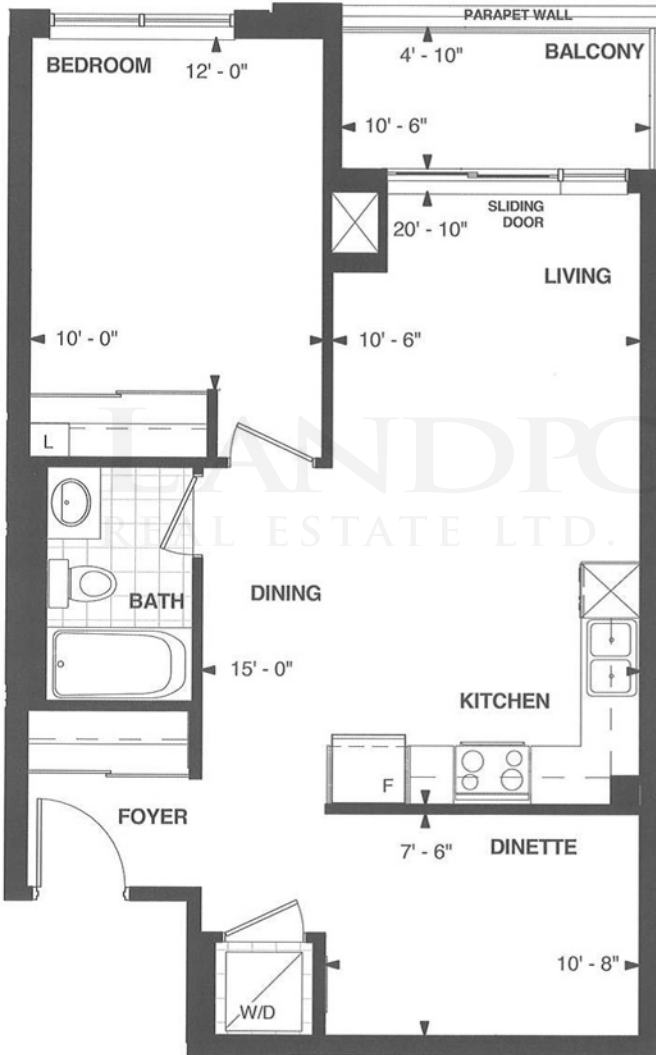 PARAPET WALL
BEDROOM
12' - 0"
4' - 10"
BALCONY
10' - 6"
20' - 10"
SLIDING
DOOR
LIVING
10' - 0"
10' - 6"
L
LANDPO
REAL ESTATE LTD.
BATH
DINING
15' - 0"
KITCHEN
F
FOYER
7' - 6"
DINETTE
10' - 8"
W/D